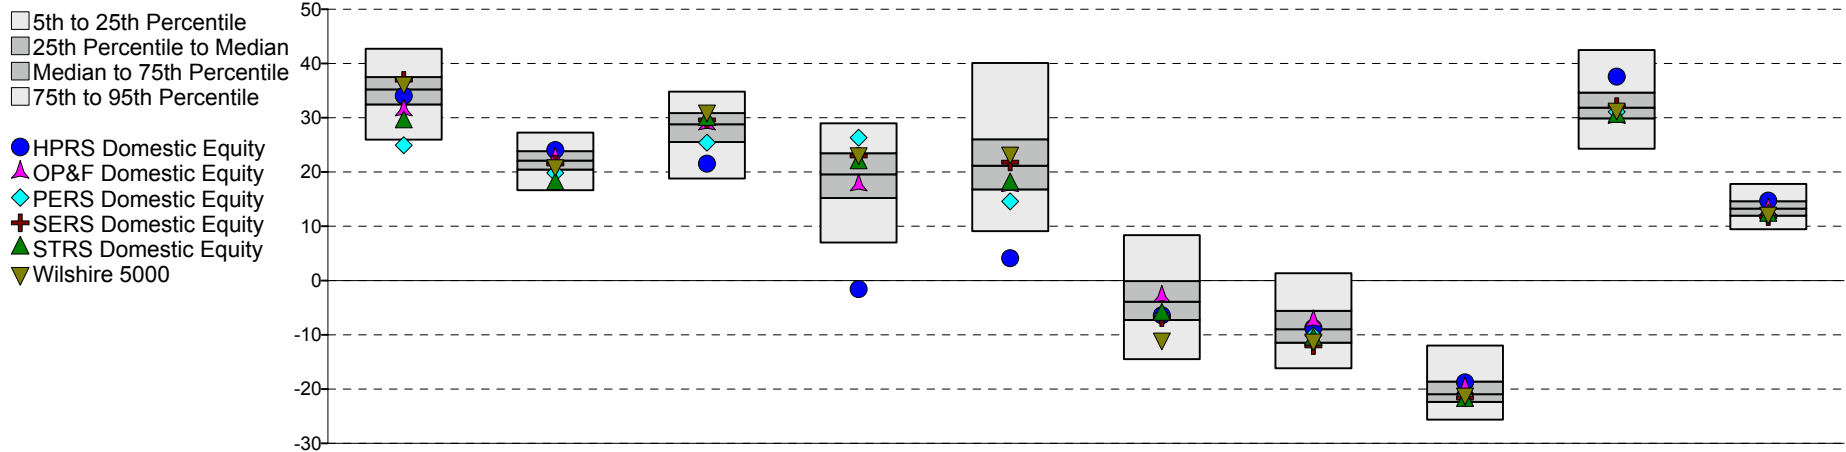 5th to 25th Percentile
25th Percentile to Median
Median to 75th Percentile
75th to 95th Percentile
HPRS Domestic Equity
OP&F Domestic Equity
PERS Domestic Equity
SERS Domestic Equity
STRS Domestic Equity
Wilshire 5000
50
40
30
20
10
0
-10
-20
-30